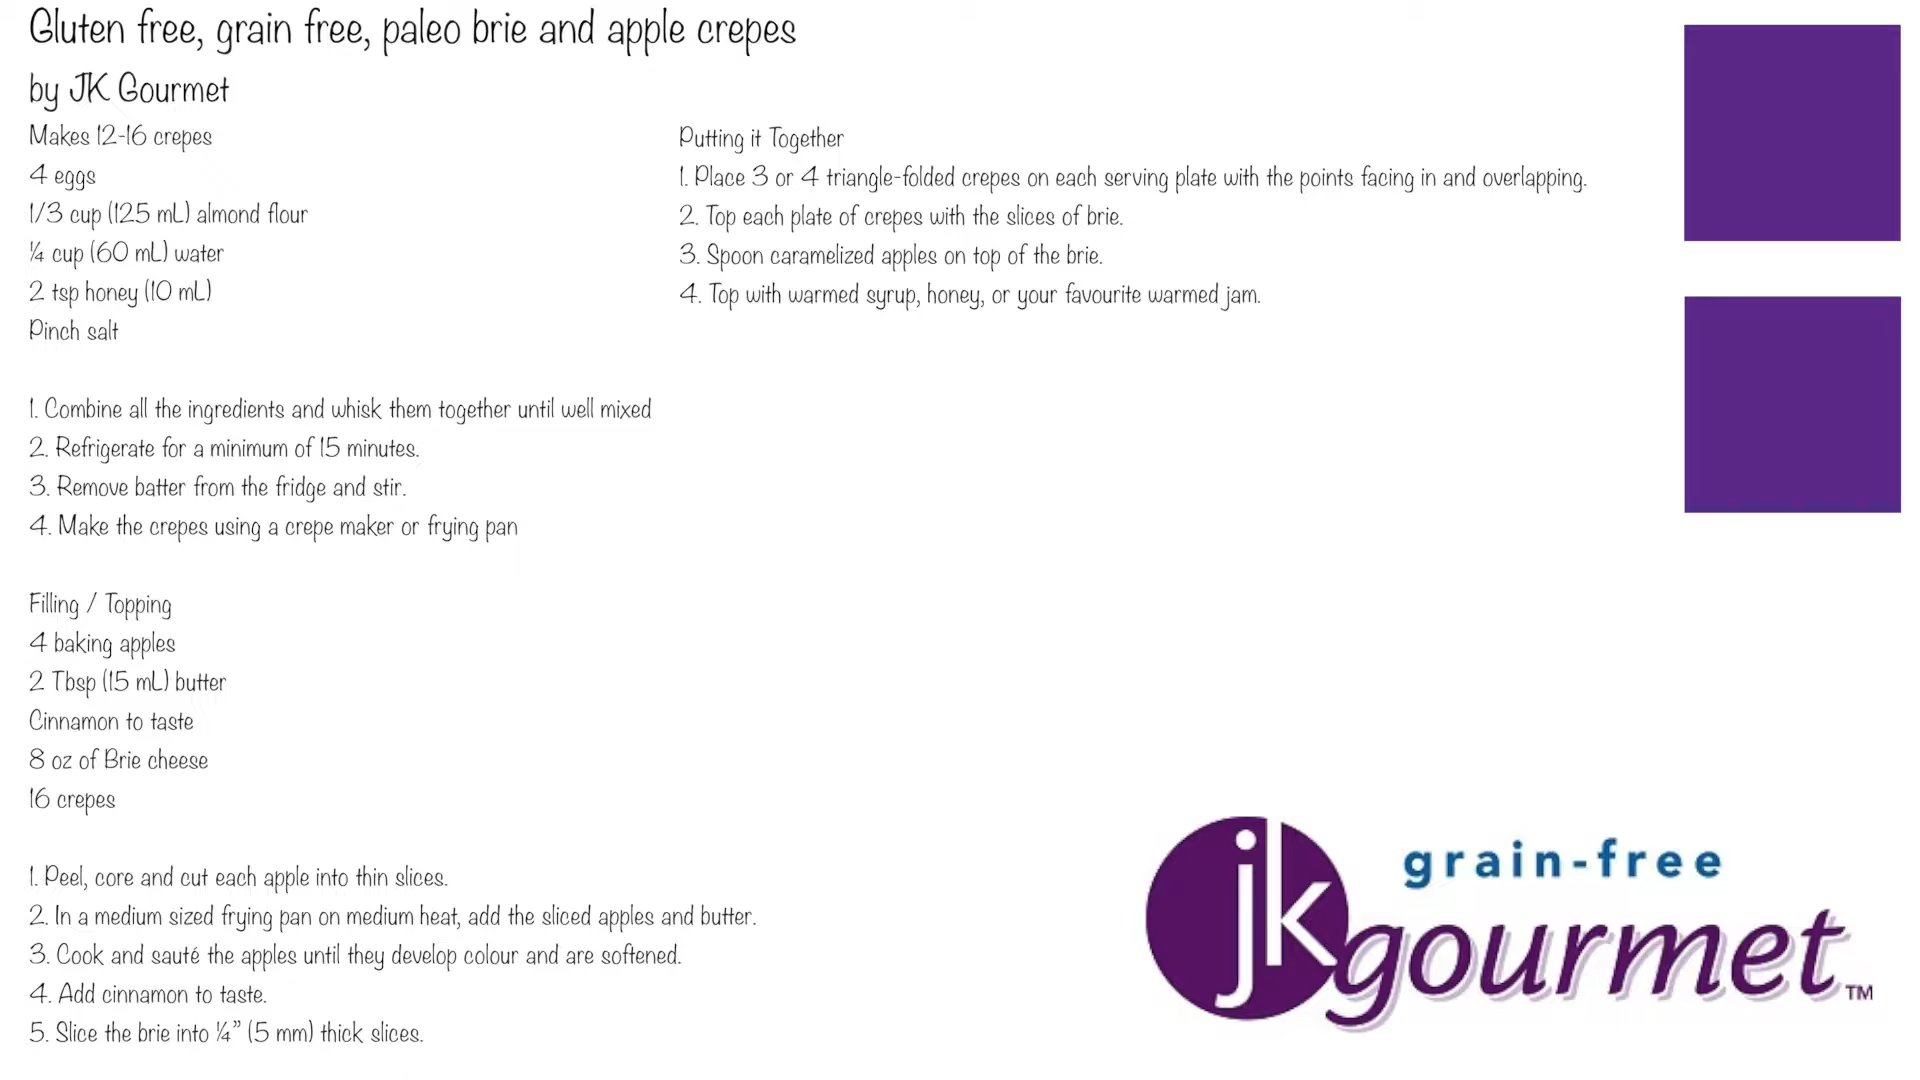 Gluten free, grain free, paleo brie and apple crepes
by JK Gourmet
Makes 12-16 crepes
4 eggs
1/3 cup (125 mL) almond flour
¼ cup (60 mL) water
2 tsp honey (10 mL)
Pinch salt
1. Combine all the ingredients and whisk them together until well mixed
2. Refrigerate for a minimum of 15 minutes.
3. Remove batter from the fridge and stir.
4. Make the crepes using a crepe maker or frying pan
Filling / Topping
4 baking apples
2 Tbsp (15 mL) butter
Cinnamon to taste
8 oz of Brie cheese
16 crepes
1. Peel, core and cut each apple into thin slices.
2. In a medium sized frying pan on medium heat, add the sliced apples and butter.
3. Cook and sauté the apples until they develop colour and are softened.
4. Add cinnamon to taste.
5. Slice the brie into ¼” (5 mm) thick slices.
Putting it Together
1. Place 3 or 4 triangle-folded crepes on each serving plate with the points facing in and overlapping.
2. Top each plate of crepes with the slices of brie.
3. Spoon caramelized apples on top of the brie.
4. Top with warmed syrup, honey, or your favourite warmed jam.
grain-free
jk gourmet™